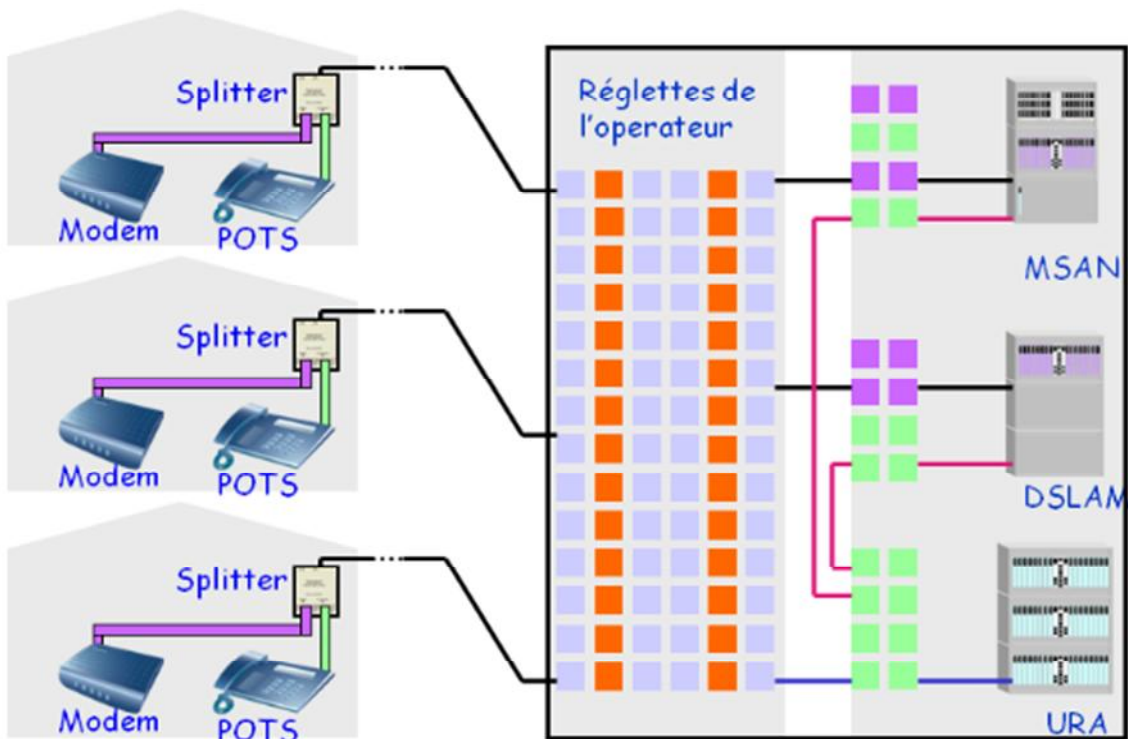 Splitter
Modem
POTS
Splitter
Modem
POTS
Splitter
Modem
POTS
Réglettes de
l'operateur
MSAN
DSLAM
URA